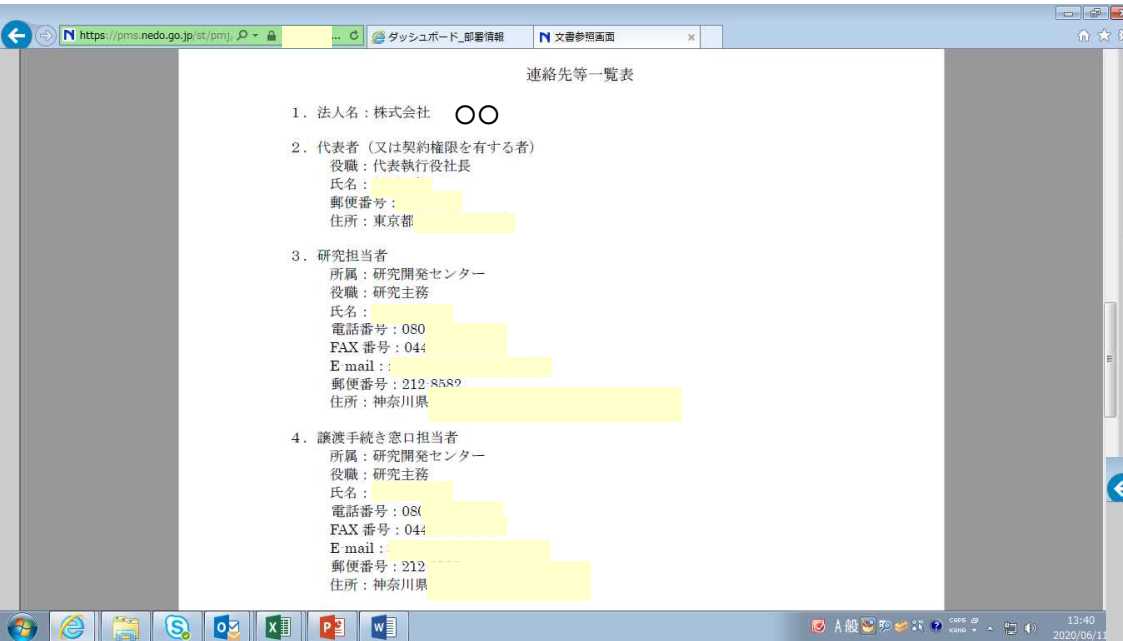 https://pms.nedo.go.jp/st/pmj,
...
ダッシュボード_部署情報
文書参照画面
連絡先等一覧表
1. 法人名：株式会社 〇〇
2. 代表者（又は契約権限を有する者）
役職：代表執行役社長
氏名：
郵便番号：
住所：東京都
3. 研究担当者
所属：研究開発センター
役職：研究主務
氏名：
電話番号：080
FAX 番号：044
E-mail：
郵便番号：212-8582
住所：神奈川県
4. 譲渡手続き窓口担当者
所属：研究開発センター
役職：研究主務
氏名：
電話番号：08
FAX 番号：044
E-mail：
郵便番号：212
住所：神奈川県
A 般
CAPS
KANA
13:40
2020/06/11